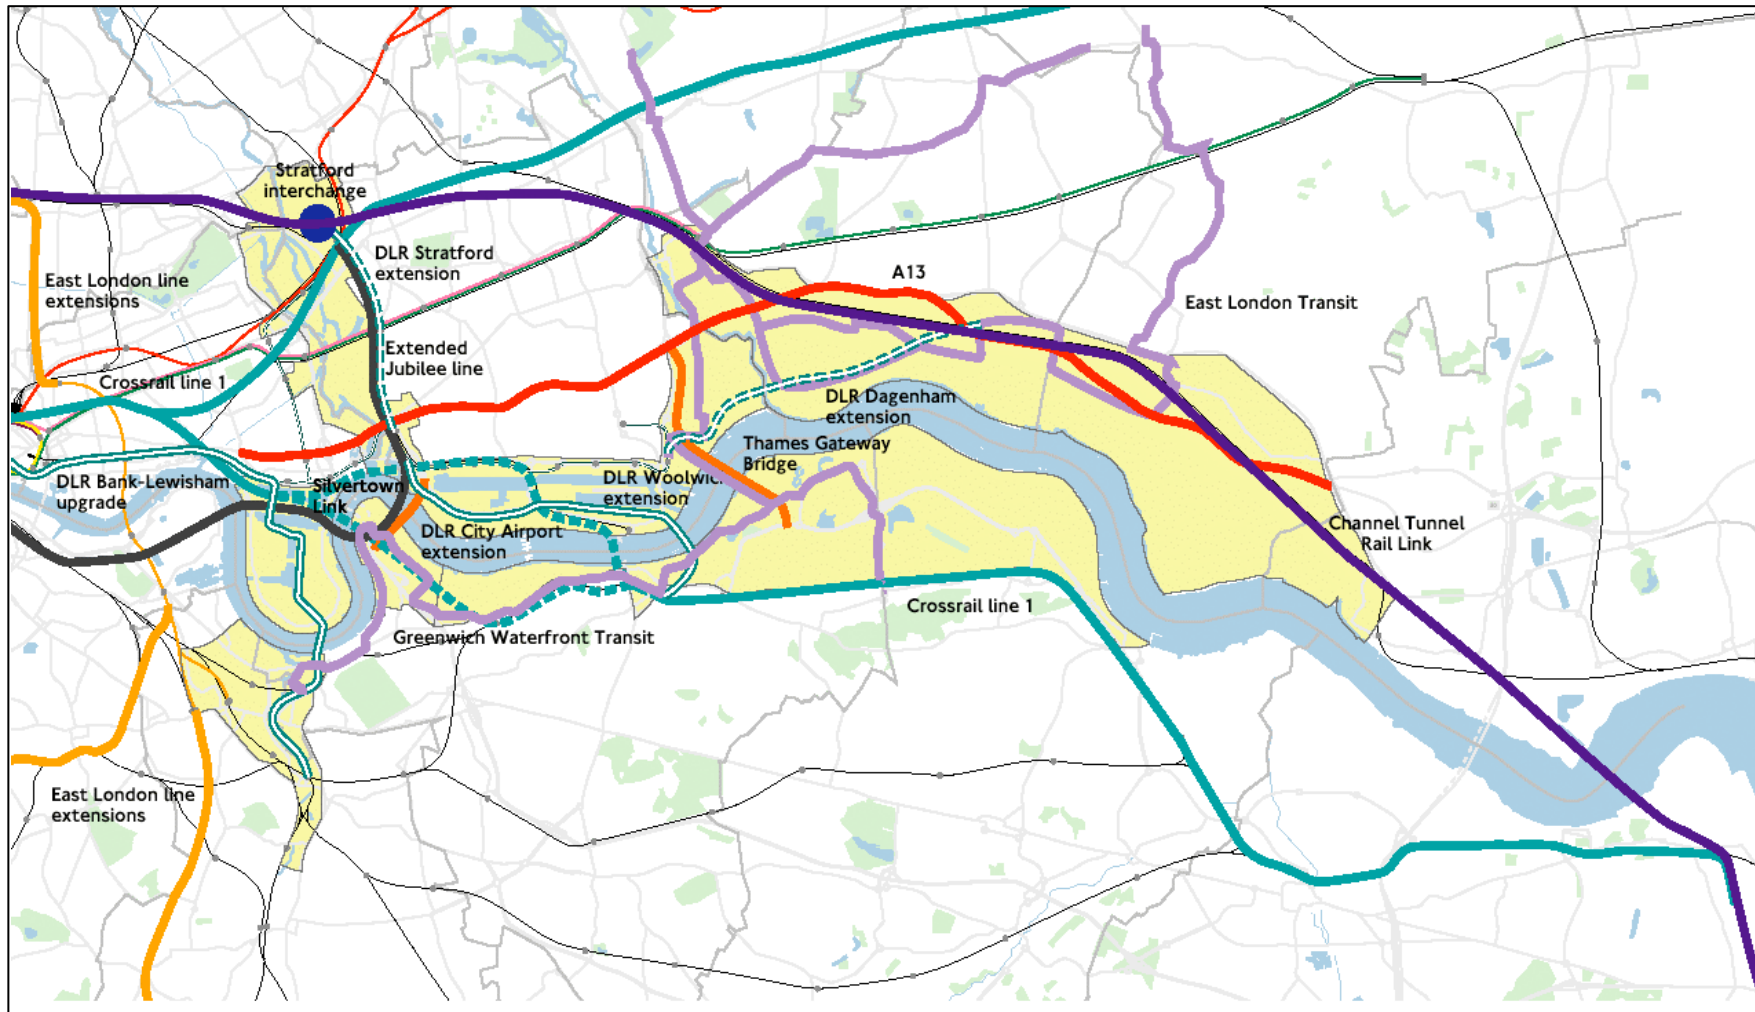 Stratford
interchange
DLR Stratford
extension
East London line
extensions
A13
East London Transit
Extended
Jubilee line
Crossrail line 1
DLR Dagenham
extension
Thames Gateway
Bridge
DLR Bank-Lewisham
upgrade
Silvertown
Link
DLR Woolwich
extension
DLR City Airport
extension
Channel Tunnel
Rail Link
Crossrail line 1
Greenwich Waterfront Transit
East London line
extensions